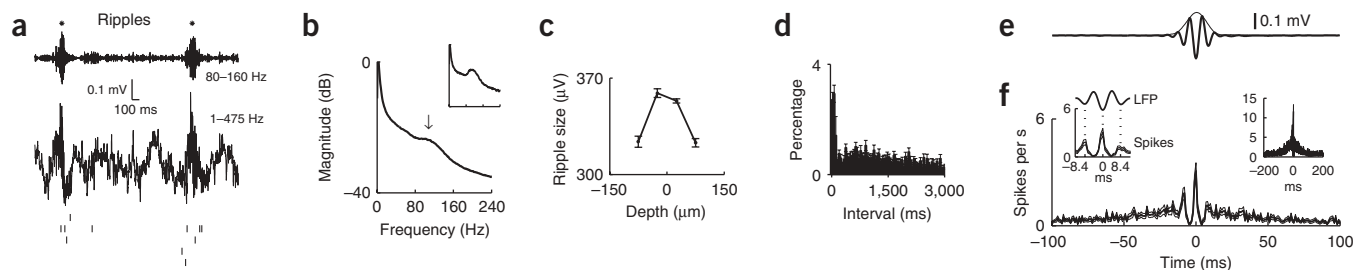 a
Ripples
* *
80–160 Hz
0.1 mV
100 ms
1–475 Hz
b
0
Magnitude (dB)
–40
0 80 160 240
Frequency (Hz)
c
370
Ripple size (μV)
300
–150 0 150
Depth (μm)
d
4
Percentage
0
0 1,500 3,000
Interval (ms)
e
0.1 mV
f
6
Spikes per s
0
–100 –50 0 50 100
Time (ms)
LFP
6
Spikes
0
–8.4 0 8.4
ms
15
10
5
0
–200 0 200
ms